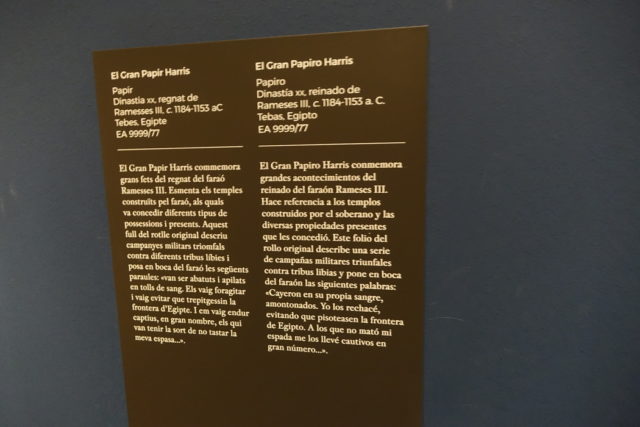 El Gran Papir Harris
Papir
Dinastia XX, regnat de
Ramesses III, c. 1184-1153 aC
Tebes, Egipte
EA 9999/77
El Gran Papir Harris commemora
grans fets del regnat del faraó
Ramesses III. Esmenta els temples
construïts pel faraó, als quals
va concedir diferents tipus de
possessions i presents. Aquest
full del rotlle original descriu
campanyes militars triomfals
contra diferents tribus líbies i
posa en boca del faraó les següents
paraules: «van ser abatuts i apilats
en tolls de sang. Els vaig foragitar
i vaig evitar que trepitgessin la
frontera d'Egipte. I em vaig endur
captius, en gran nombre, els qui
van tenir la sort de no tastar la
meva espasa...».
El Gran Papiro Harris
Papiro
Dinastía XX, reinado de
Rameses III, c. 1184-1153 a. C.
Tebas, Egipto
EA 9999/77
El Gran Papiro Harris conmemora
grandes acontecimientos del
reinado del faraón Rameses III.
Hace referencia a los templos
construidos por el soberano y las
diversas propiedades presentes
que les concedió. Este folio del
rollo original describe una serie
de campañas militares triunfales
contra tribus libias y pone en boca
del faraón las siguientes palabras:
«Cayeron en su propia sangre,
amontonados. Yo los rechacé,
evitando que pisoteasen la frontera
de Egipto. A los que no mató mi
espada me los llevé cautivos en
gran número...».